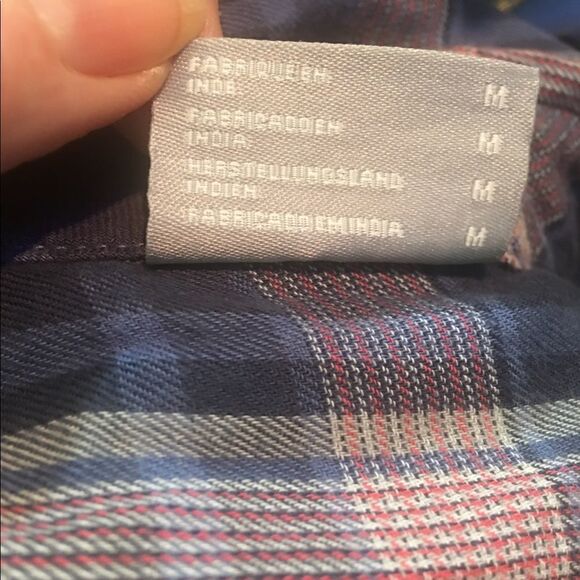 FABRIQUE EN
INDE M
FABRICADO EN
INDIA M
HERSTELLUNGSLAND
INDIEN M
FABRICADO EM INDIA M